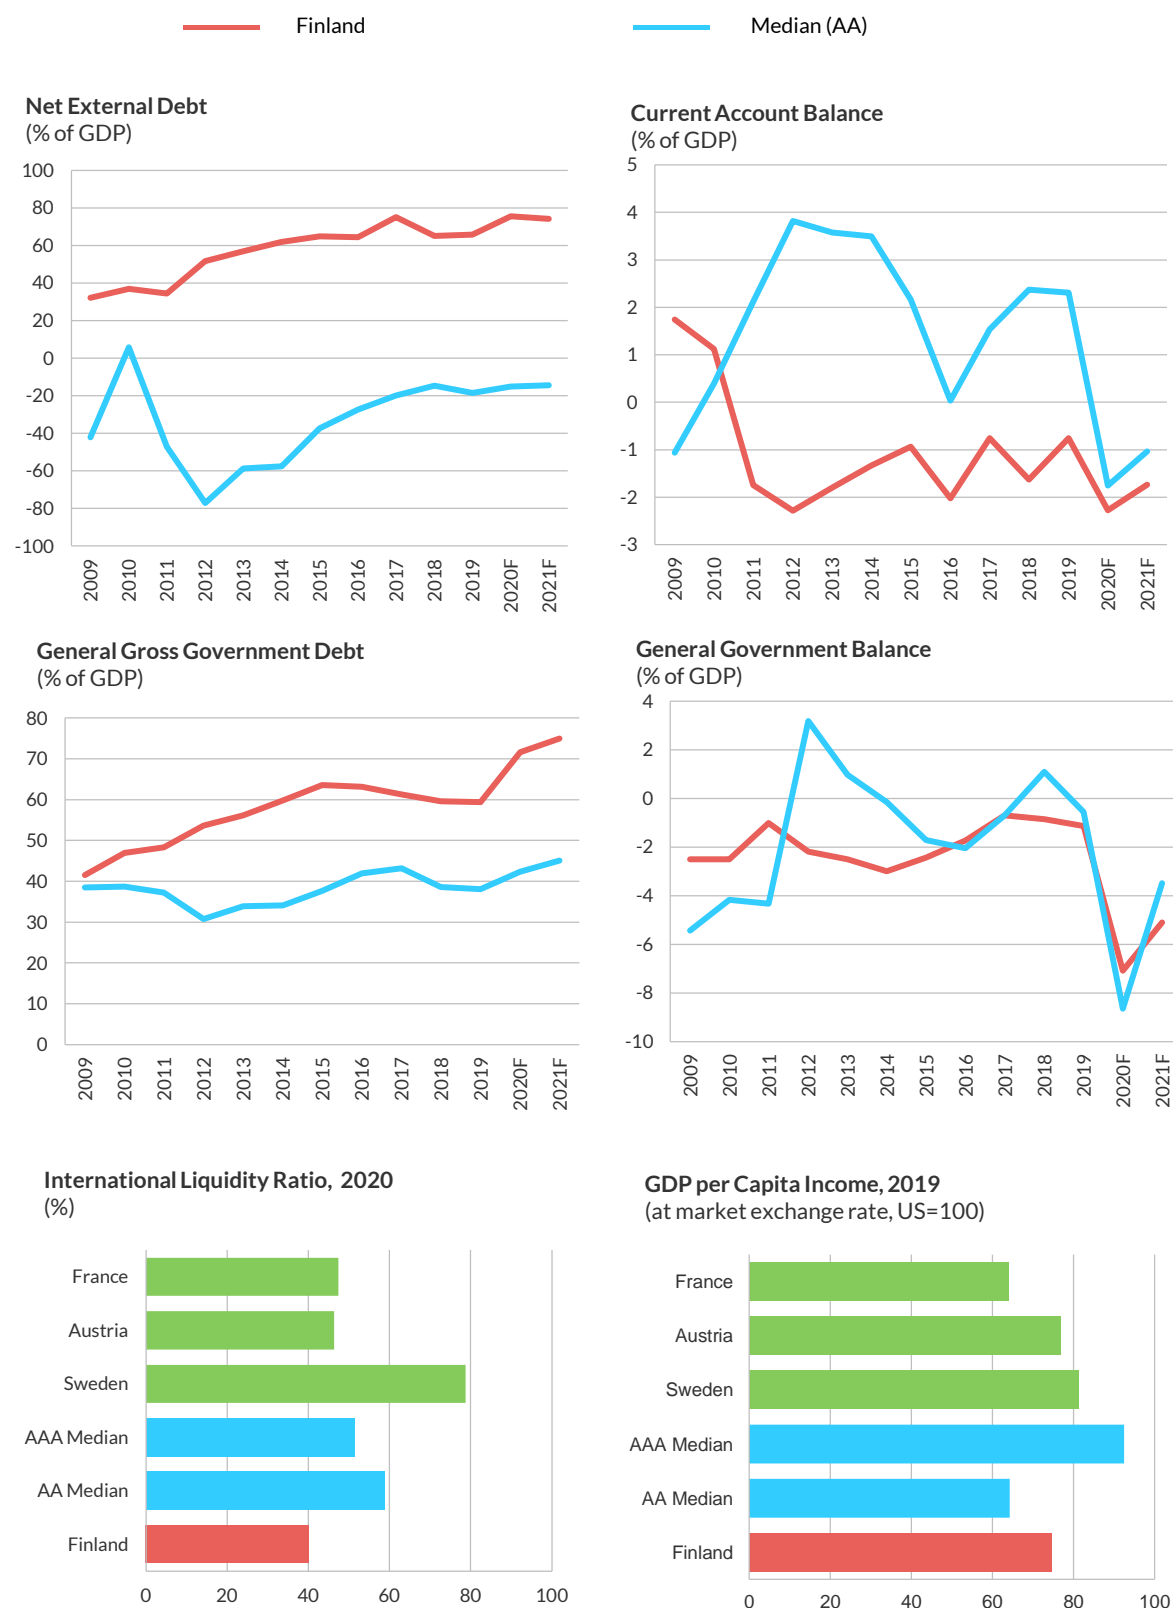 Finland
Median (AA)
Net External Debt
(% of GDP)
100
80
60
40
20
0
-20
-40
-60
-80
-100
2009
2010
2011
2012
2013
2014
2015
2016
2017
2018
2019
2020F
2021F
Current Account Balance
(% of GDP)
5
4
3
2
1
0
-1
-2
-3
2009
2010
2011
2012
2013
2014
2015
2016
2017
2018
2019
2020F
2021F
General Gross Government Debt
(% of GDP)
80
70
60
50
40
30
20
10
0
2009
2010
2011
2012
2013
2014
2015
2016
2017
2018
2019
2020F
2021F
General Government Balance
(% of GDP)
4
2
0
-2
-4
-6
-8
-10
2009
2010
2011
2012
2013
2014
2015
2016
2017
2018
2019
2020F
2021F
International Liquidity Ratio, 2020
(%)
France
Austria
Sweden
AAA Median
AA Median
Finland
0 20 40 60 80 100
GDP per Capita Income, 2019
(at market exchange rate, US=100)
France
Austria
Sweden
AAA Median
AA Median
Finland
0 20 40 60 80 100